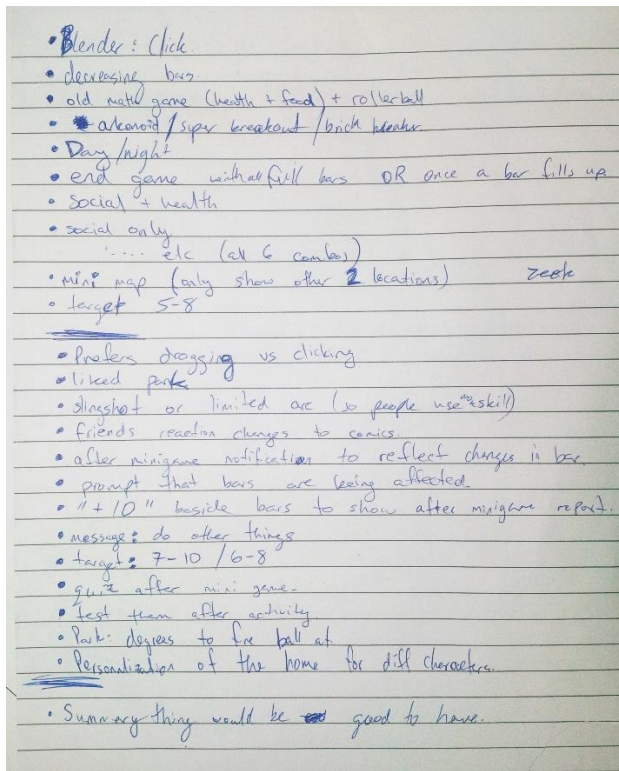 • Blender: Click.
• decreasing bars.
• old math game (health + food) + rollerball
• arkanoid / super breakout / brick breaker
• Day/night
• end game with all full bars OR once a bar fills up
• social + health
• social only
'.... etc (all 6 combos)
• mini map (only show other 2 locations) zeek
• target 5-8
• Prefers dragging vs clicking
• liked park
• slingshot or limited arc (so people use skill)
• friends reaction changes to comics.
• after minigame notification to reflect changes in bar.
• prompt that bars are being affected.
• "+10" beside bars to show after minigame report.
• message: do other things
• target: 7-10 / 6-8
• quiz after mini game.
• test them after activity
• Park: degrees to fire ball at.
• Personalization of the home for diff characters.
• Summary thing would be good to have.